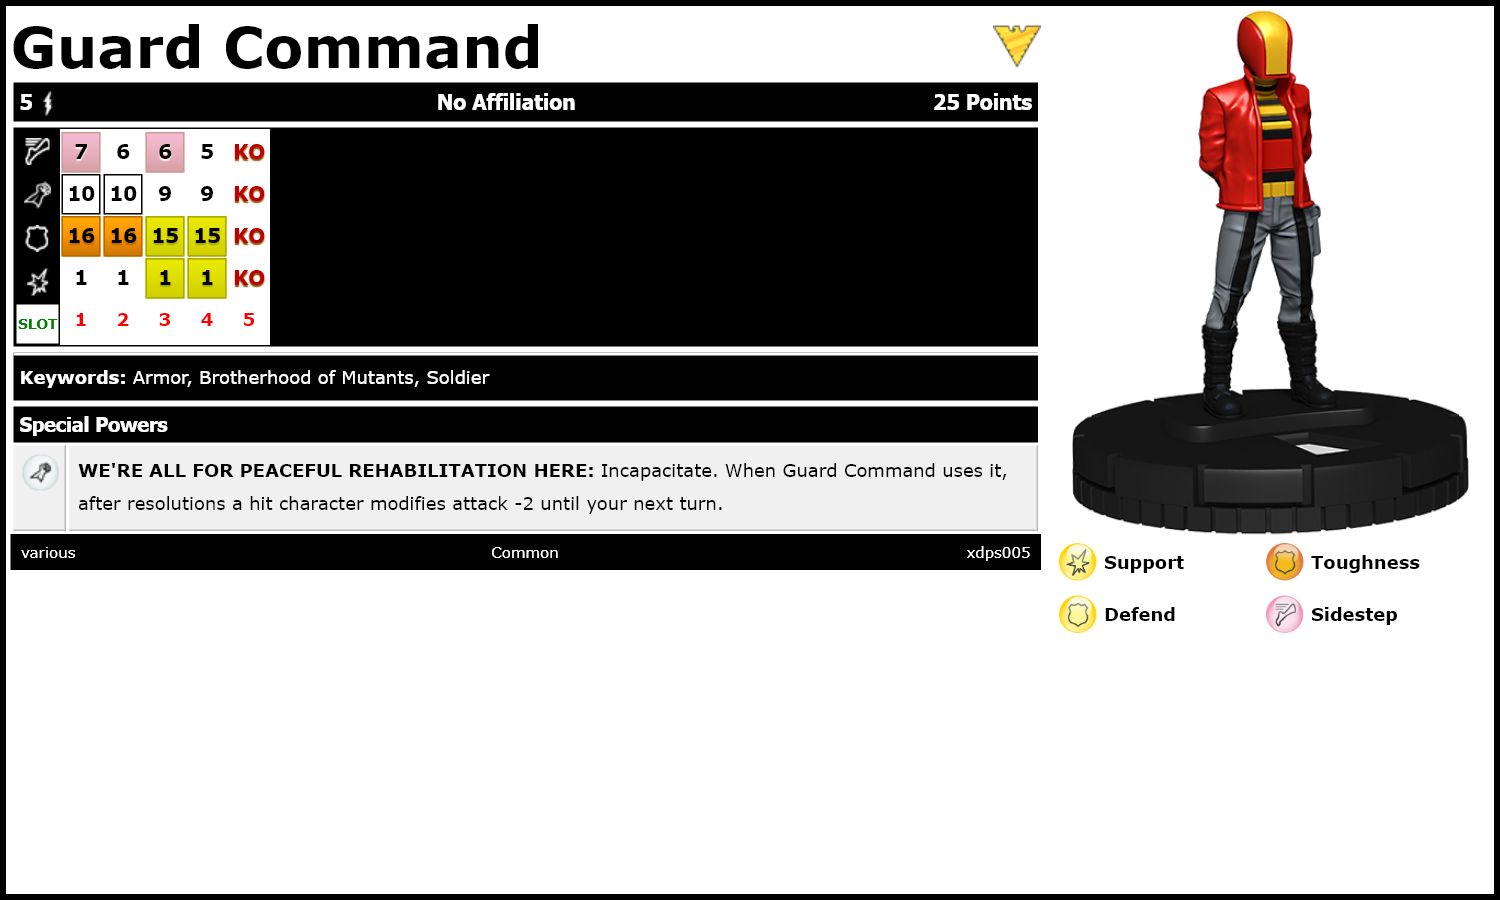 Guard Command
5 No Affiliation 25 Points
7 6 6 5 KO
10 10 9 9 KO
16 16 15 15 KO
1 1 1 1 KO
SLOT 1 2 3 4 5
Keywords: Armor, Brotherhood of Mutants, Soldier
Special Powers
WE'RE ALL FOR PEACEFUL REHABILITATION HERE: Incapacitate. When Guard Command uses it,
after resolutions a hit character modifies attack -2 until your next turn.
various Common xdps005
Support Toughness
Defend Sidestep